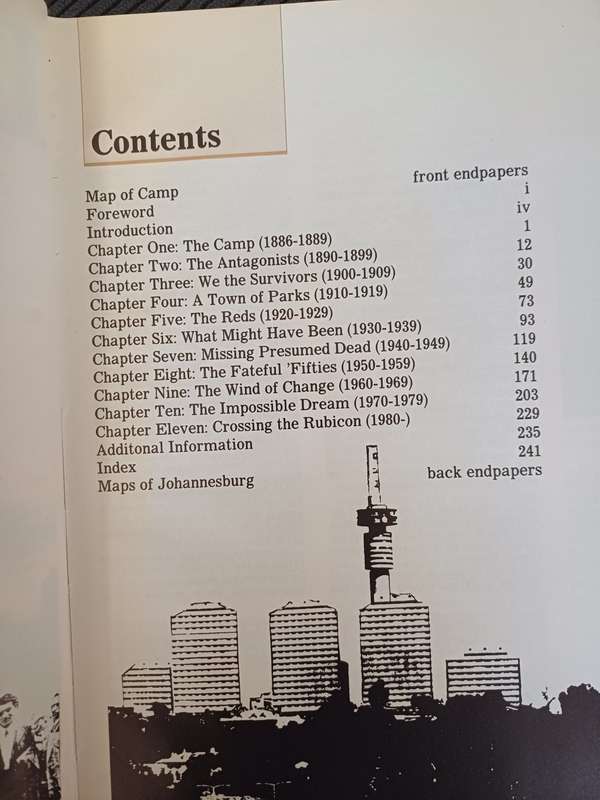 Contents
Map of Camp front endpapers
Foreword i
Introduction iv
Chapter One: The Camp (1886-1889) 1
Chapter Two: The Antagonists (1890-1899) 12
Chapter Three: We the Survivors (1900-1909) 30
Chapter Four: A Town of Parks (1910-1919) 49
Chapter Five: The Reds (1920-1929) 73
Chapter Six: What Might Have Been (1930-1939) 93
Chapter Seven: Missing Presumed Dead (1940-1949) 119
Chapter Eight: The Fateful 'Fifties (1950-1959) 140
Chapter Nine: The Wind of Change (1960-1969) 171
Chapter Ten: The Impossible Dream (1970-1979) 203
Chapter Eleven: Crossing the Rubicon (1980-) 229
Additonal Information 235
Index 241
Maps of Johannesburg back endpapers